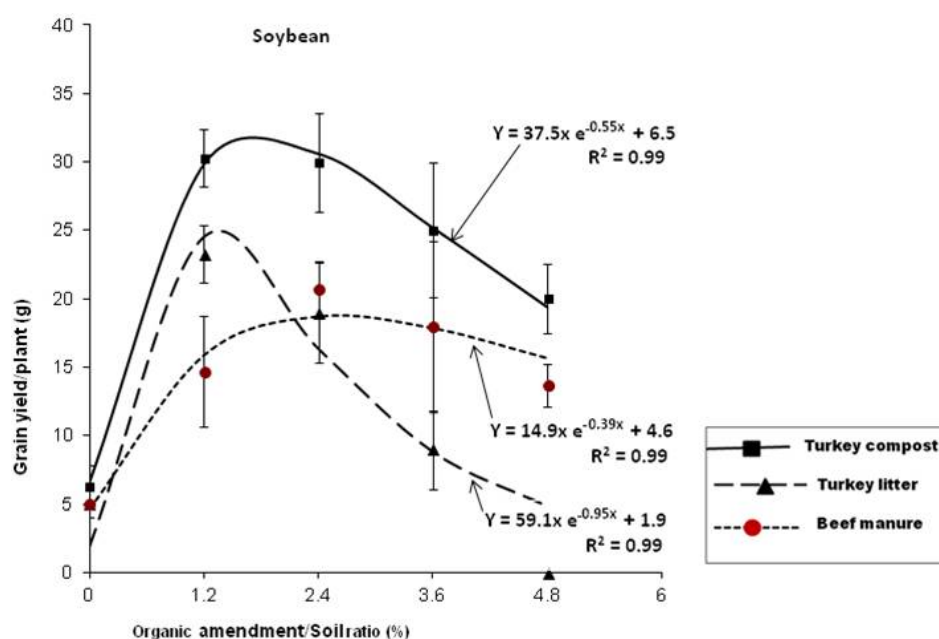 Soybean
40
35
30
25
20
15
10
5
0
Grain yield/plant (g)
Y = 37.5x e^-0.55x + 6.5
R² = 0.99
Y = 14.9x e^-0.39x + 4.6
R² = 0.99
Y = 59.1x e^-0.95x + 1.9
R² = 0.99
0 1.2 2.4 3.6 4.8 6
Organic amendment/Soil ratio (%)
Turkey compost
Turkey litter
Beef manure